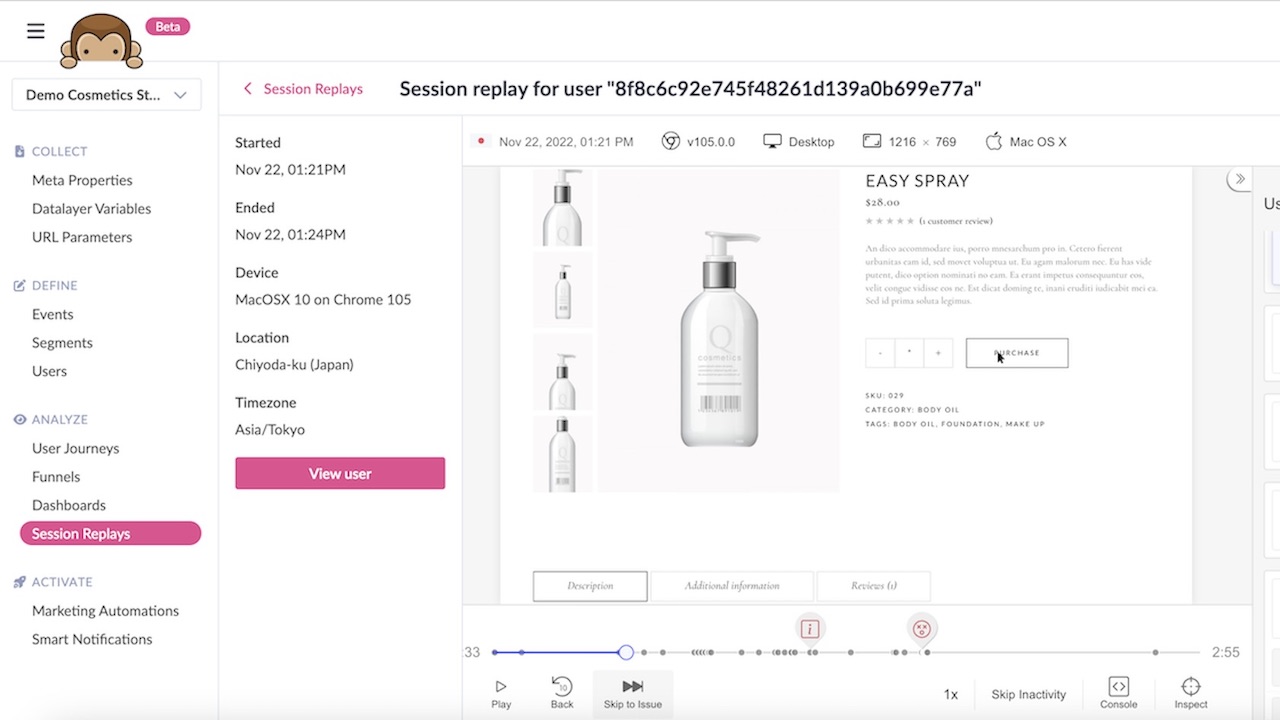 Beta
Demo Cosmetics St...
COLLECT
Meta Properties
Datalayer Variables
URL Parameters
DEFINE
Events
Segments
Users
ANALYZE
User Journeys
Funnels
Dashboards
Session Replays
ACTIVATE
Marketing Automations
Smart Notifications
Session Replays
Session replay for user "8f8c6c92e745f48261d139a0b699e77a"
Started
Nov 22, 01:21PM
Ended
Nov 22, 01:24PM
Device
MacOSX 10 on Chrome 105
Location
Chiyoda-ku (Japan)
Timezone
Asia/Tokyo
View user
Nov 22, 2022, 01:21 PM v105.0.0 Desktop 1216 × 769 Mac OS X
Us
EASY SPRAY
$28.00
(1 customer review)
An dico accommodare ius, porro mnesarchum pro in. Cetero fierent
urbanitas eam id, sed movet voluptua ut. Eu agam malorum nec. Eu has vide
putent, dico option nominati no eam. Ea erant impetus consequuntur eos,
velit congue vidisse eos ne. Est dicat doming te, inani eruditi iudicabit mei ea.
Sed id prima soluta legimus.
- +
PURCHASE
SKU: 029
CATEGORY: BODY OIL
TAGS: BODY OIL, FOUNDATION, MAKE UP
Q
cosmetics
Description Additional information Reviews (1)
33 2:55
Play
10
Back
Skip to Issue
1x
Skip Inactivity
Console
Inspect